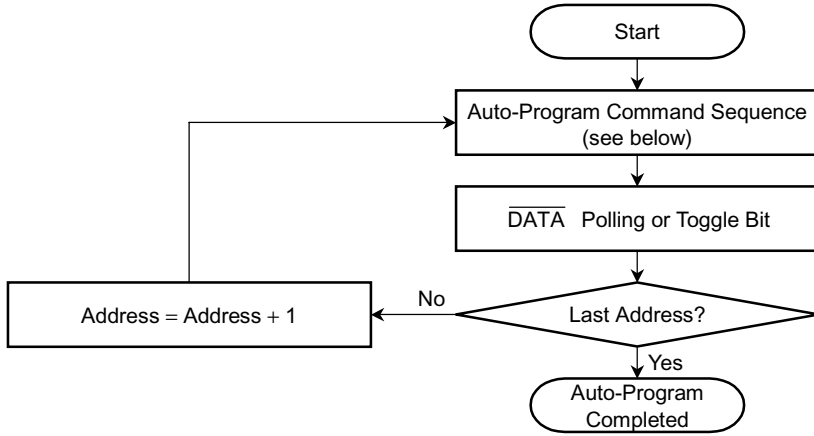 Start
Auto-Program Command Sequence
(see below)
DATA Polling or Toggle Bit
Last Address?
No
Address = Address + 1
Yes
Auto-Program
Completed